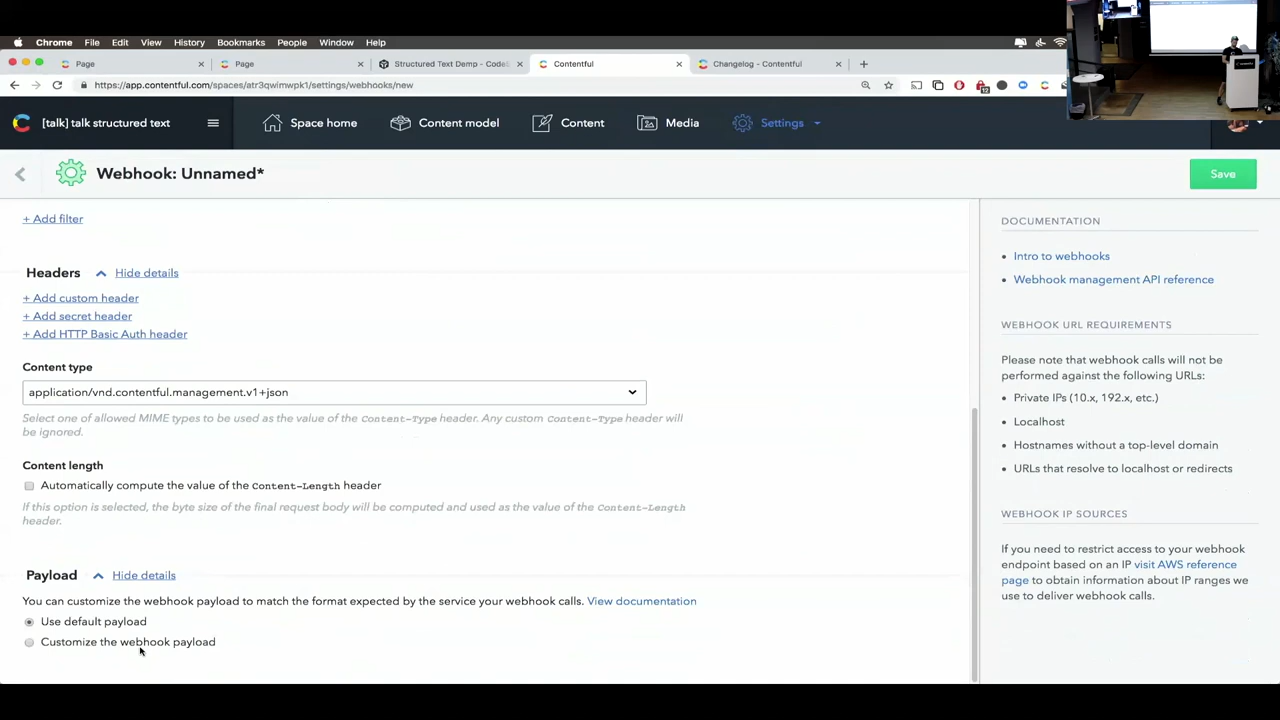 Chrome File Edit View History Bookmarks People Window Help
Page Page Structured Text Demp - CodeS Contentful Changelog - Contentful
https://app.contentful.com/spaces/atr3qwimwpk1/settings/webhooks/new
[talk] talk structured text Space home Content model Content Media Settings
Webhook: Unnamed* Save
+ Add filter
Headers Hide details
+ Add custom header
+ Add secret header
+ Add HTTP Basic Auth header
Content type
application/vnd.contentful.management.v1+json
Select one of allowed MIME types to be used as the value of the Content-Type header. Any custom Content-Type header will
be ignored.
Content length
Automatically compute the value of the Content-Length header
If this option is selected, the byte size of the final request body will be computed and used as the value of the Content-Length
header.
Payload Hide details
You can customize the webhook payload to match the format expected by the service your webhook calls. View documentation
Use default payload
Customize the webhook payload
DOCUMENTATION
Intro to webhooks
Webhook management API reference
WEBHOOK URL REQUIREMENTS
Please note that webhook calls will not be
performed against the following URLs:
Private IPs (10.x, 192.x, etc.)
Localhost
Hostnames without a top-level domain
URLs that resolve to localhost or redirects
WEBHOOK IP SOURCES
If you need to restrict access to your webhook
endpoint based on an IP visit AWS reference
page to obtain information about IP ranges we
use to deliver webhook calls.